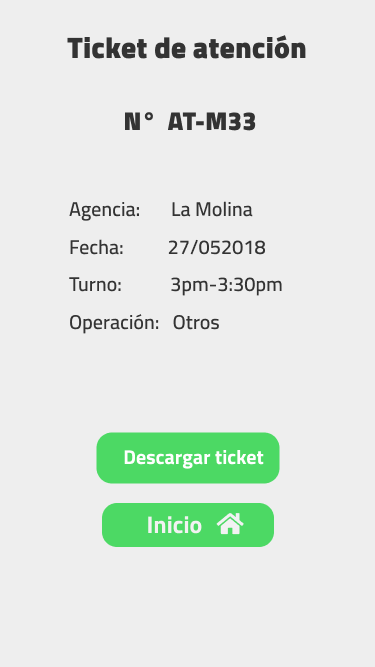 Ticket de atención
N° AT-M33
Agencia: La Molina
Fecha: 27/052018
Turno: 3pm-3:30pm
Operación: Otros
Descargar ticket
Inicio